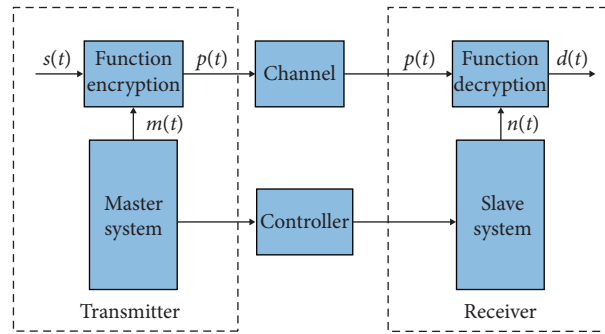 s(t)
Function
encryption
p(t)
Channel
p(t)
Function
decryption
d(t)
m(t)
n(t)
Master
system
Controller
Slave
system
Transmitter
Receiver